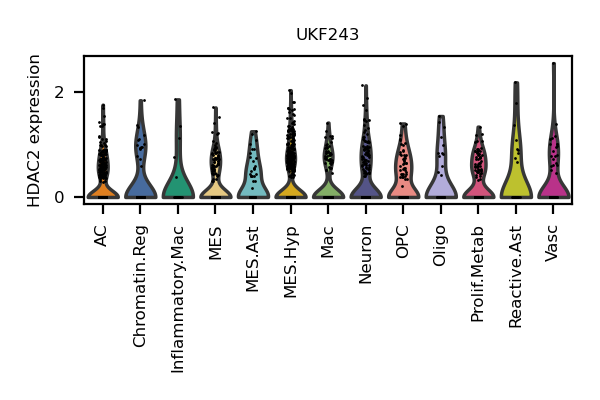 UKF243
HDAC2 expression
2
0
AC
Chromatin.Reg
Inflammatory.Mac
MES
MES.Ast
MES.Hyp
Mac
Neuron
OPC
Oligo
Prolif.Metab
Reactive.Ast
Vasc